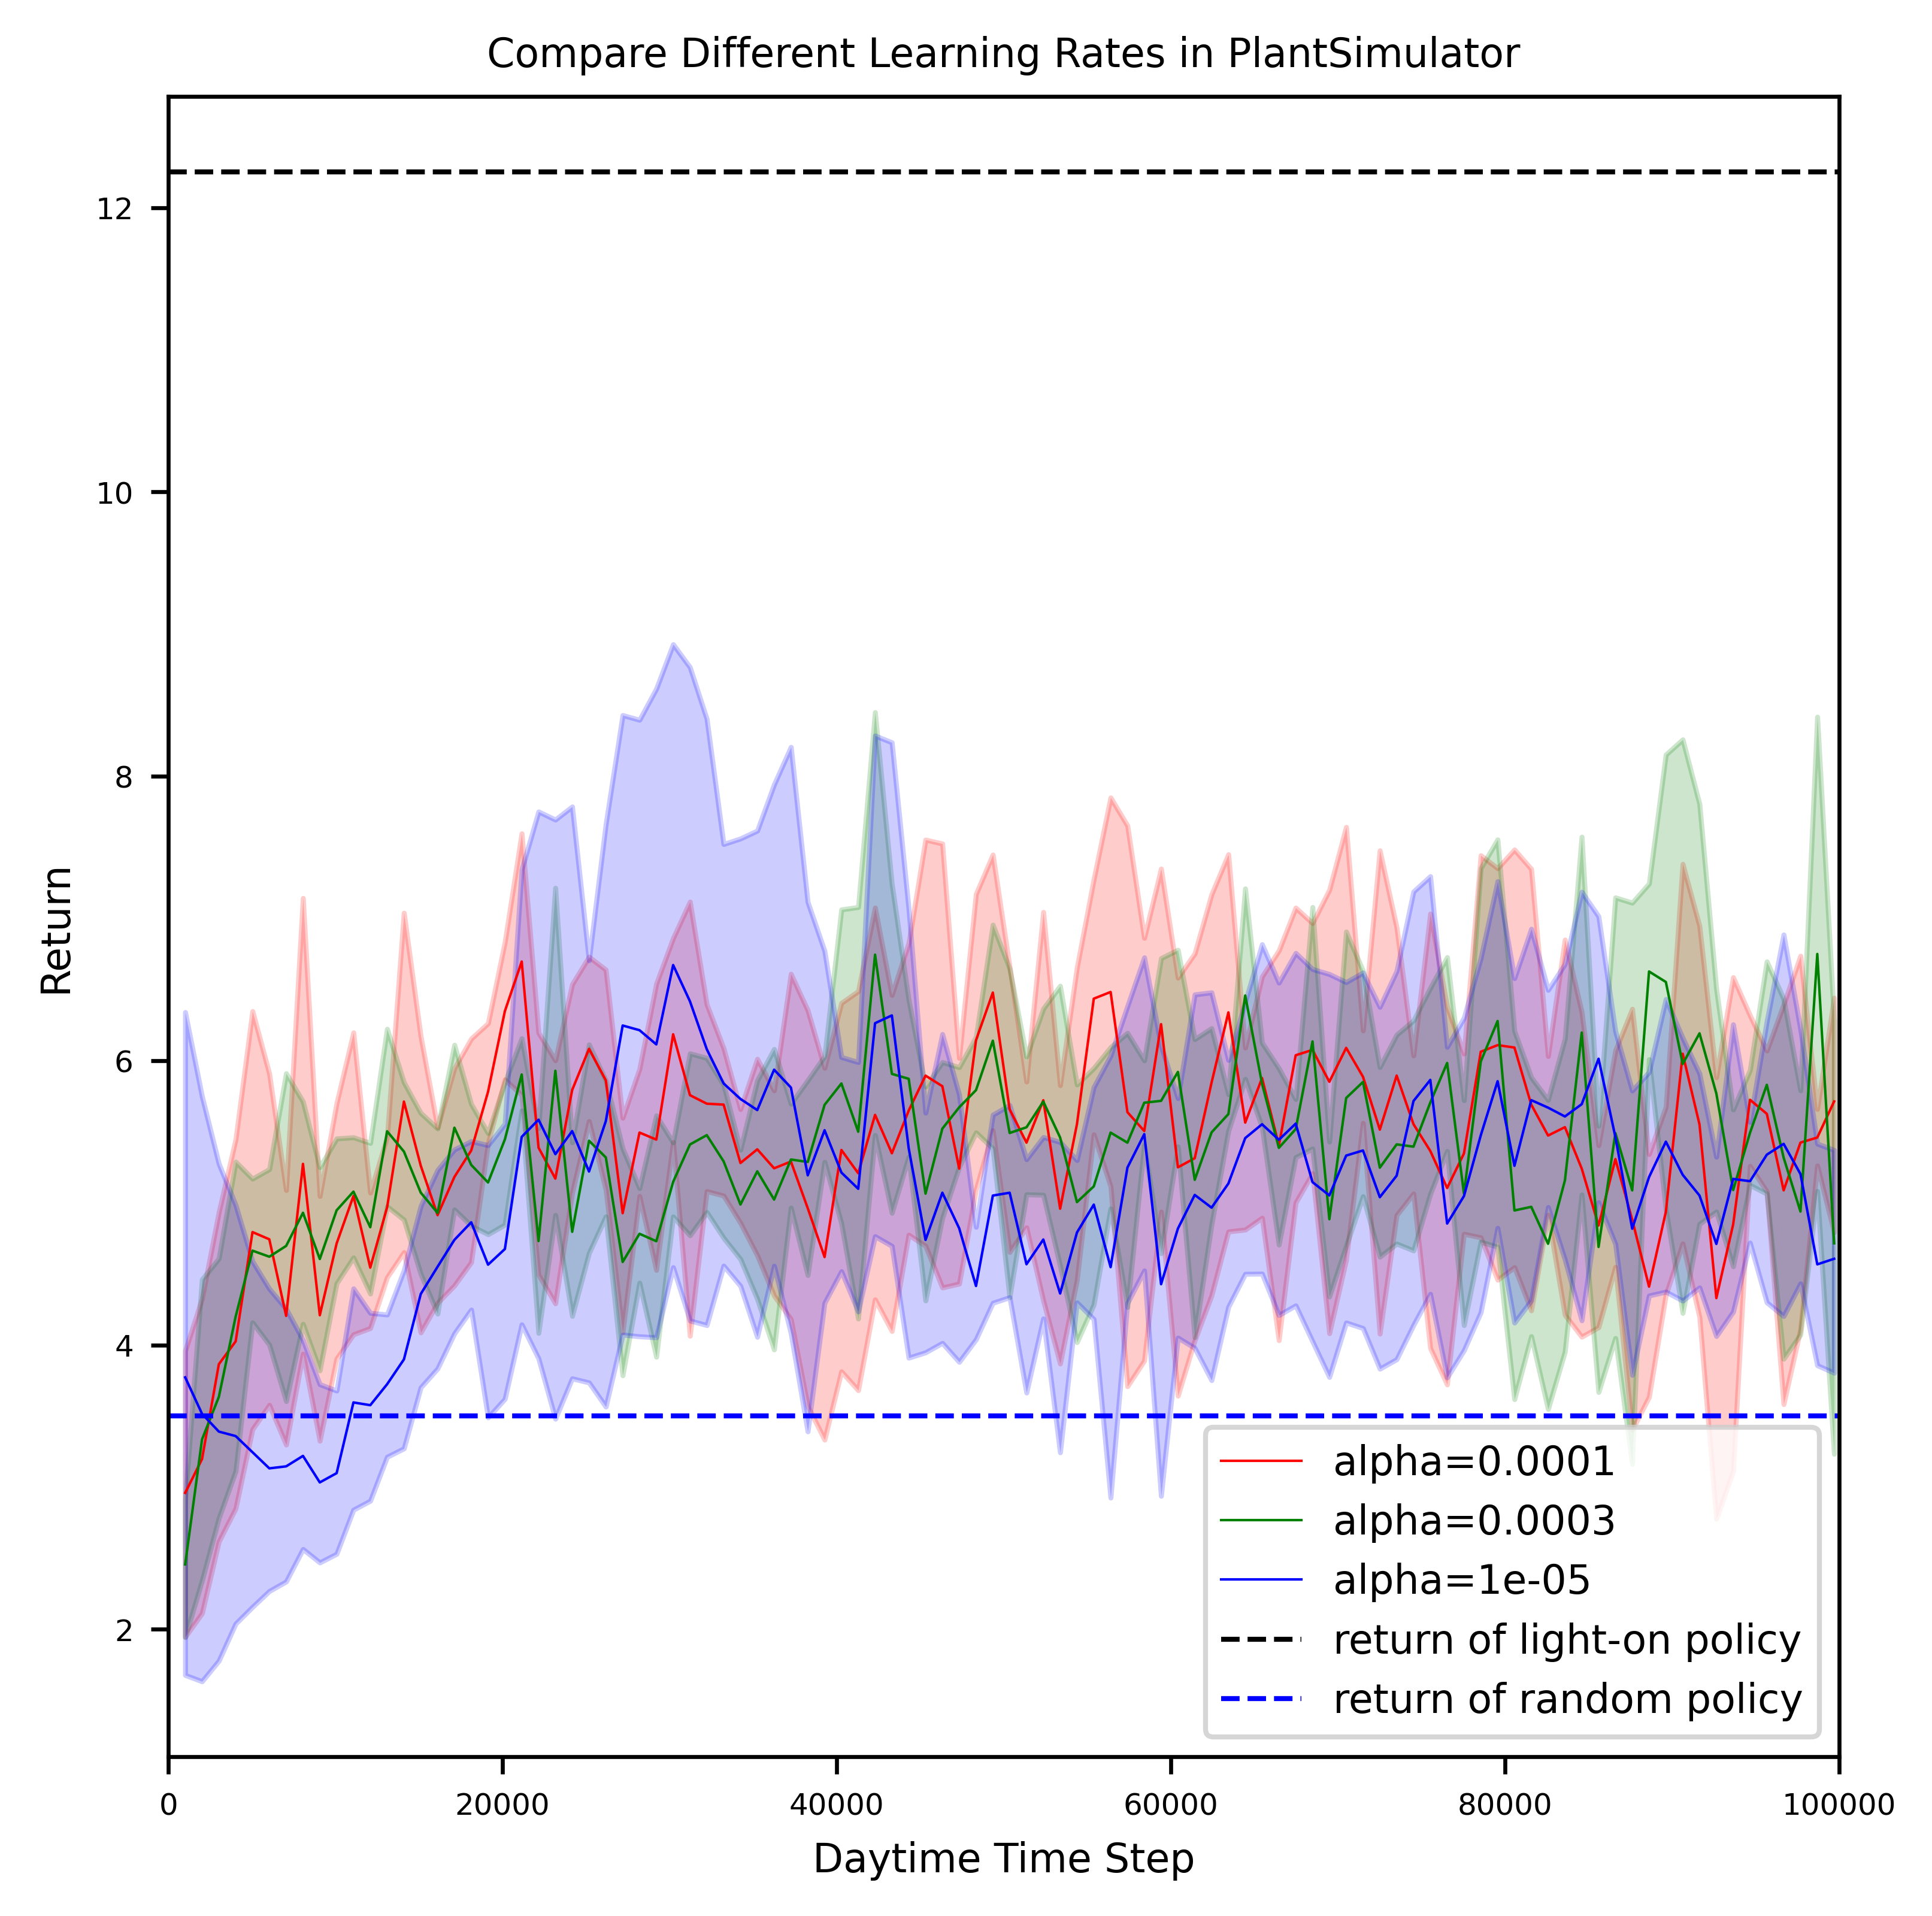 Compare Different Learning Rates in PlantSimulator
12
10
8
6
4
2
Return
0
20000
40000
60000
80000
100000
Daytime Time Step
alpha=0.0001
alpha=0.0003
alpha=1e-05
return of light-on policy
return of random policy